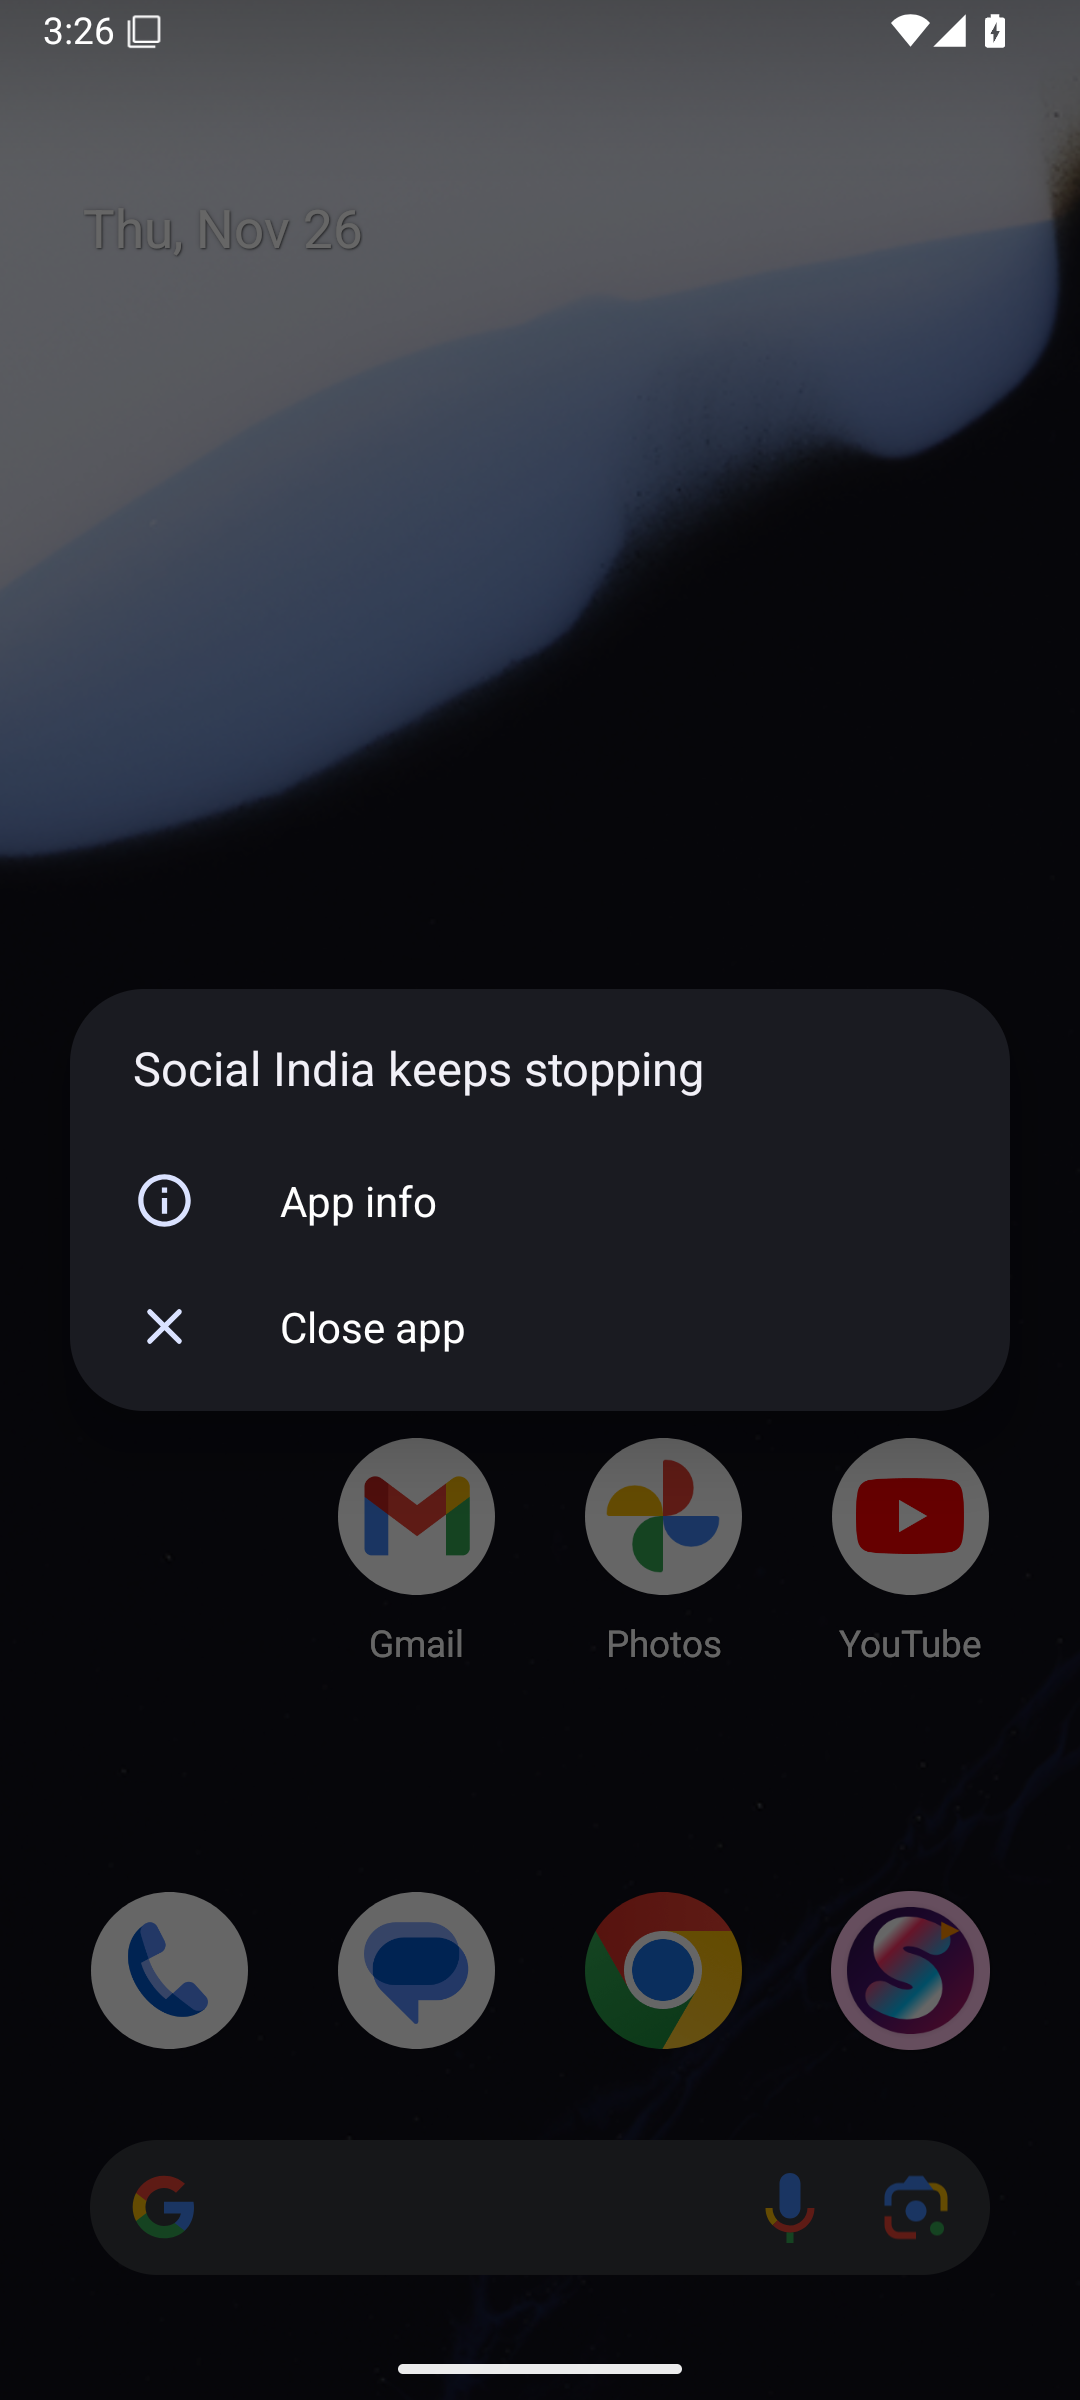 3:26
Thu, Nov 26
Social India keeps stopping
App info
Close app
Gmail
Photos
YouTube